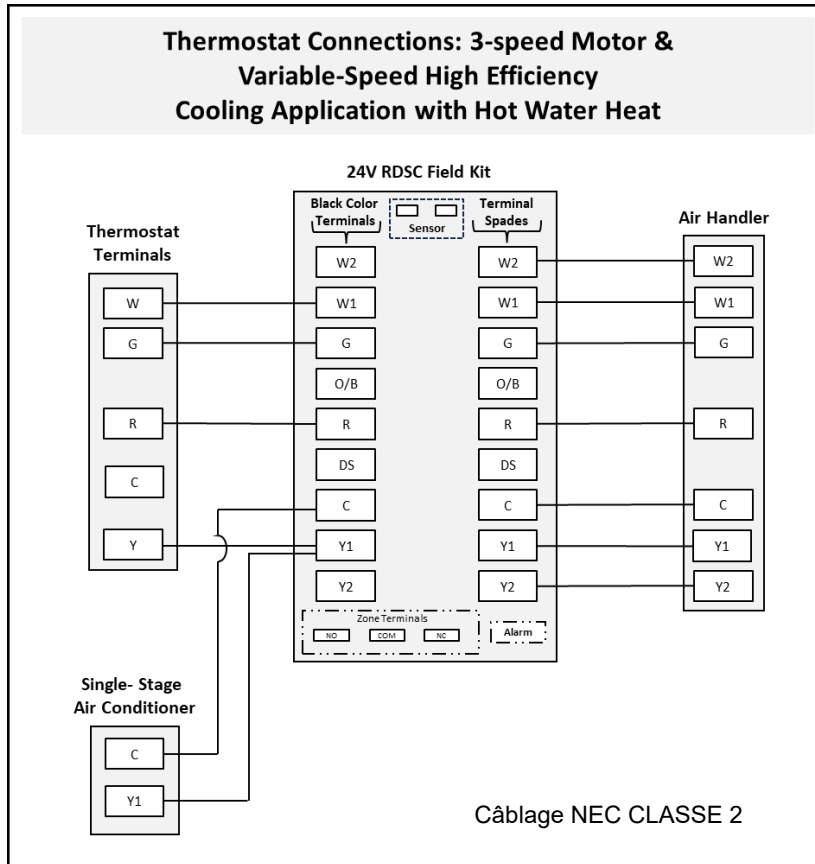 Thermostat Connections: 3-speed Motor &
Variable-Speed High Efficiency
Cooling Application with Hot Water Heat
24V RDSC Field Kit
Black Color
Terminals
Sensor
Terminal
Spades
Thermostat
Terminals
Air Handler
W2
W2
W2
W
W1
W1
W1
G
G
G
G
O/B
O/B
R
R
R
R
DS
DS
C
C
C
C
Y
Y1
Y1
Y1
Y2
Y2
Y2
Zone Terminals
NO
COM
NC
Alarm
Single- Stage
Air Conditioner
C
Y1
Câblage NEC CLASSE 2